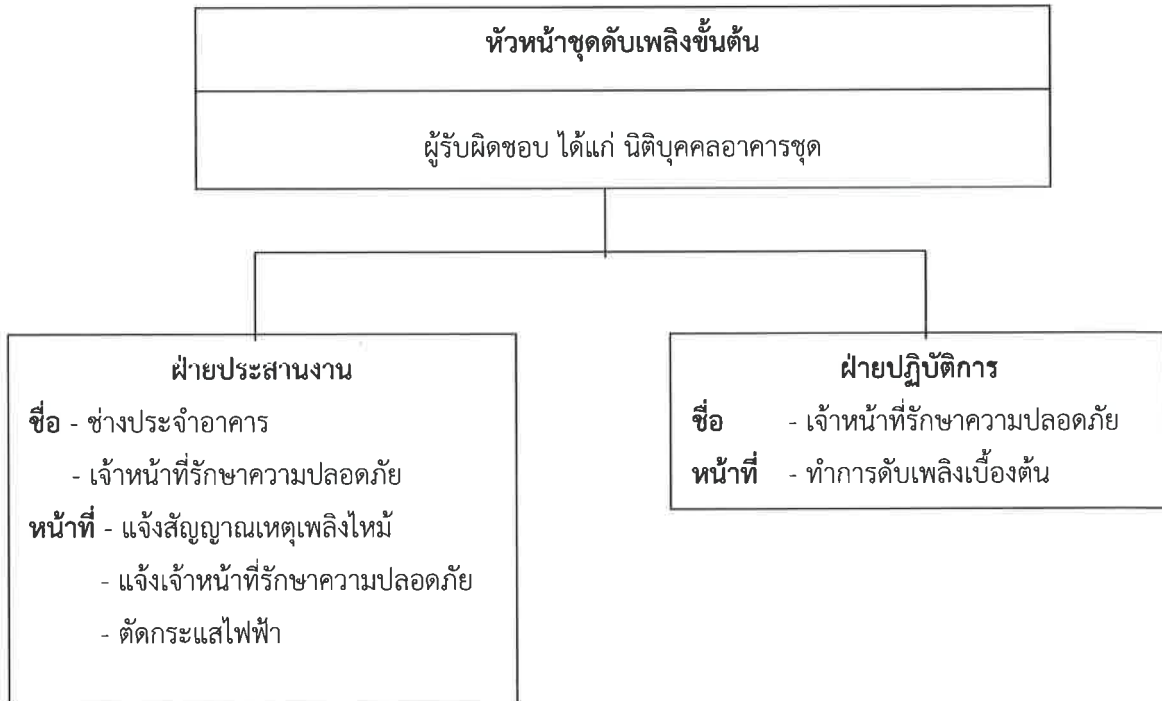 หัวหน้าชุดดับเพลิงขั้นต้น
ผู้รับผิดชอบ ได้แก่ นิติบุคคลอาคารชุด
ฝ่ายประสานงาน
ชื่อ - ช่างประจำอาคาร
- เจ้าหน้าที่รักษาความปลอดภัย
หน้าที่ - แจ้งสัญญาณเหตุเพลิงไหม้
- แจ้งเจ้าหน้าที่รักษาความปลอดภัย
- ตัดกระแสไฟฟ้า
ฝ่ายปฏิบัติการ
ชื่อ - เจ้าหน้าที่รักษาความปลอดภัย
หน้าที่ - ทำการดับเพลิงเบื้องต้น